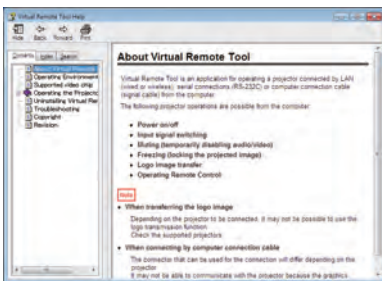 Virtual Remote Tool Help
Hide Back Forward Print
Contents Index Search
About Virtual Remote
Operating Environment
Supported video chip
Operating the Projecto
Uninstalling Virtual Re
Troubleshooting
Copyright
Revision
About Virtual Remote Tool
Virtual Remote Tool is an application for operating a projector connected by LAN
(wired or wireless), serial connections (RS-232C) or computer connection cable
(signal cable) from the computer.
The following projector operations are possible from the computer.
• Power on/off
• Input signal switching
• Muting (temporarily disabling audio/video)
• Freezing (locking the projected image)
• Logo image transfer
• Operating Remote Control
Note
• When transferring the logo image
Depending on the projector to be connected, it may not be possible to use the
logo transmission function.
Check the supported projectors.
• When connecting by computer connection cable
The connector that can be used for the connection will differ depending on the
projector.
It may not be able to communicate with the projector because the graphics